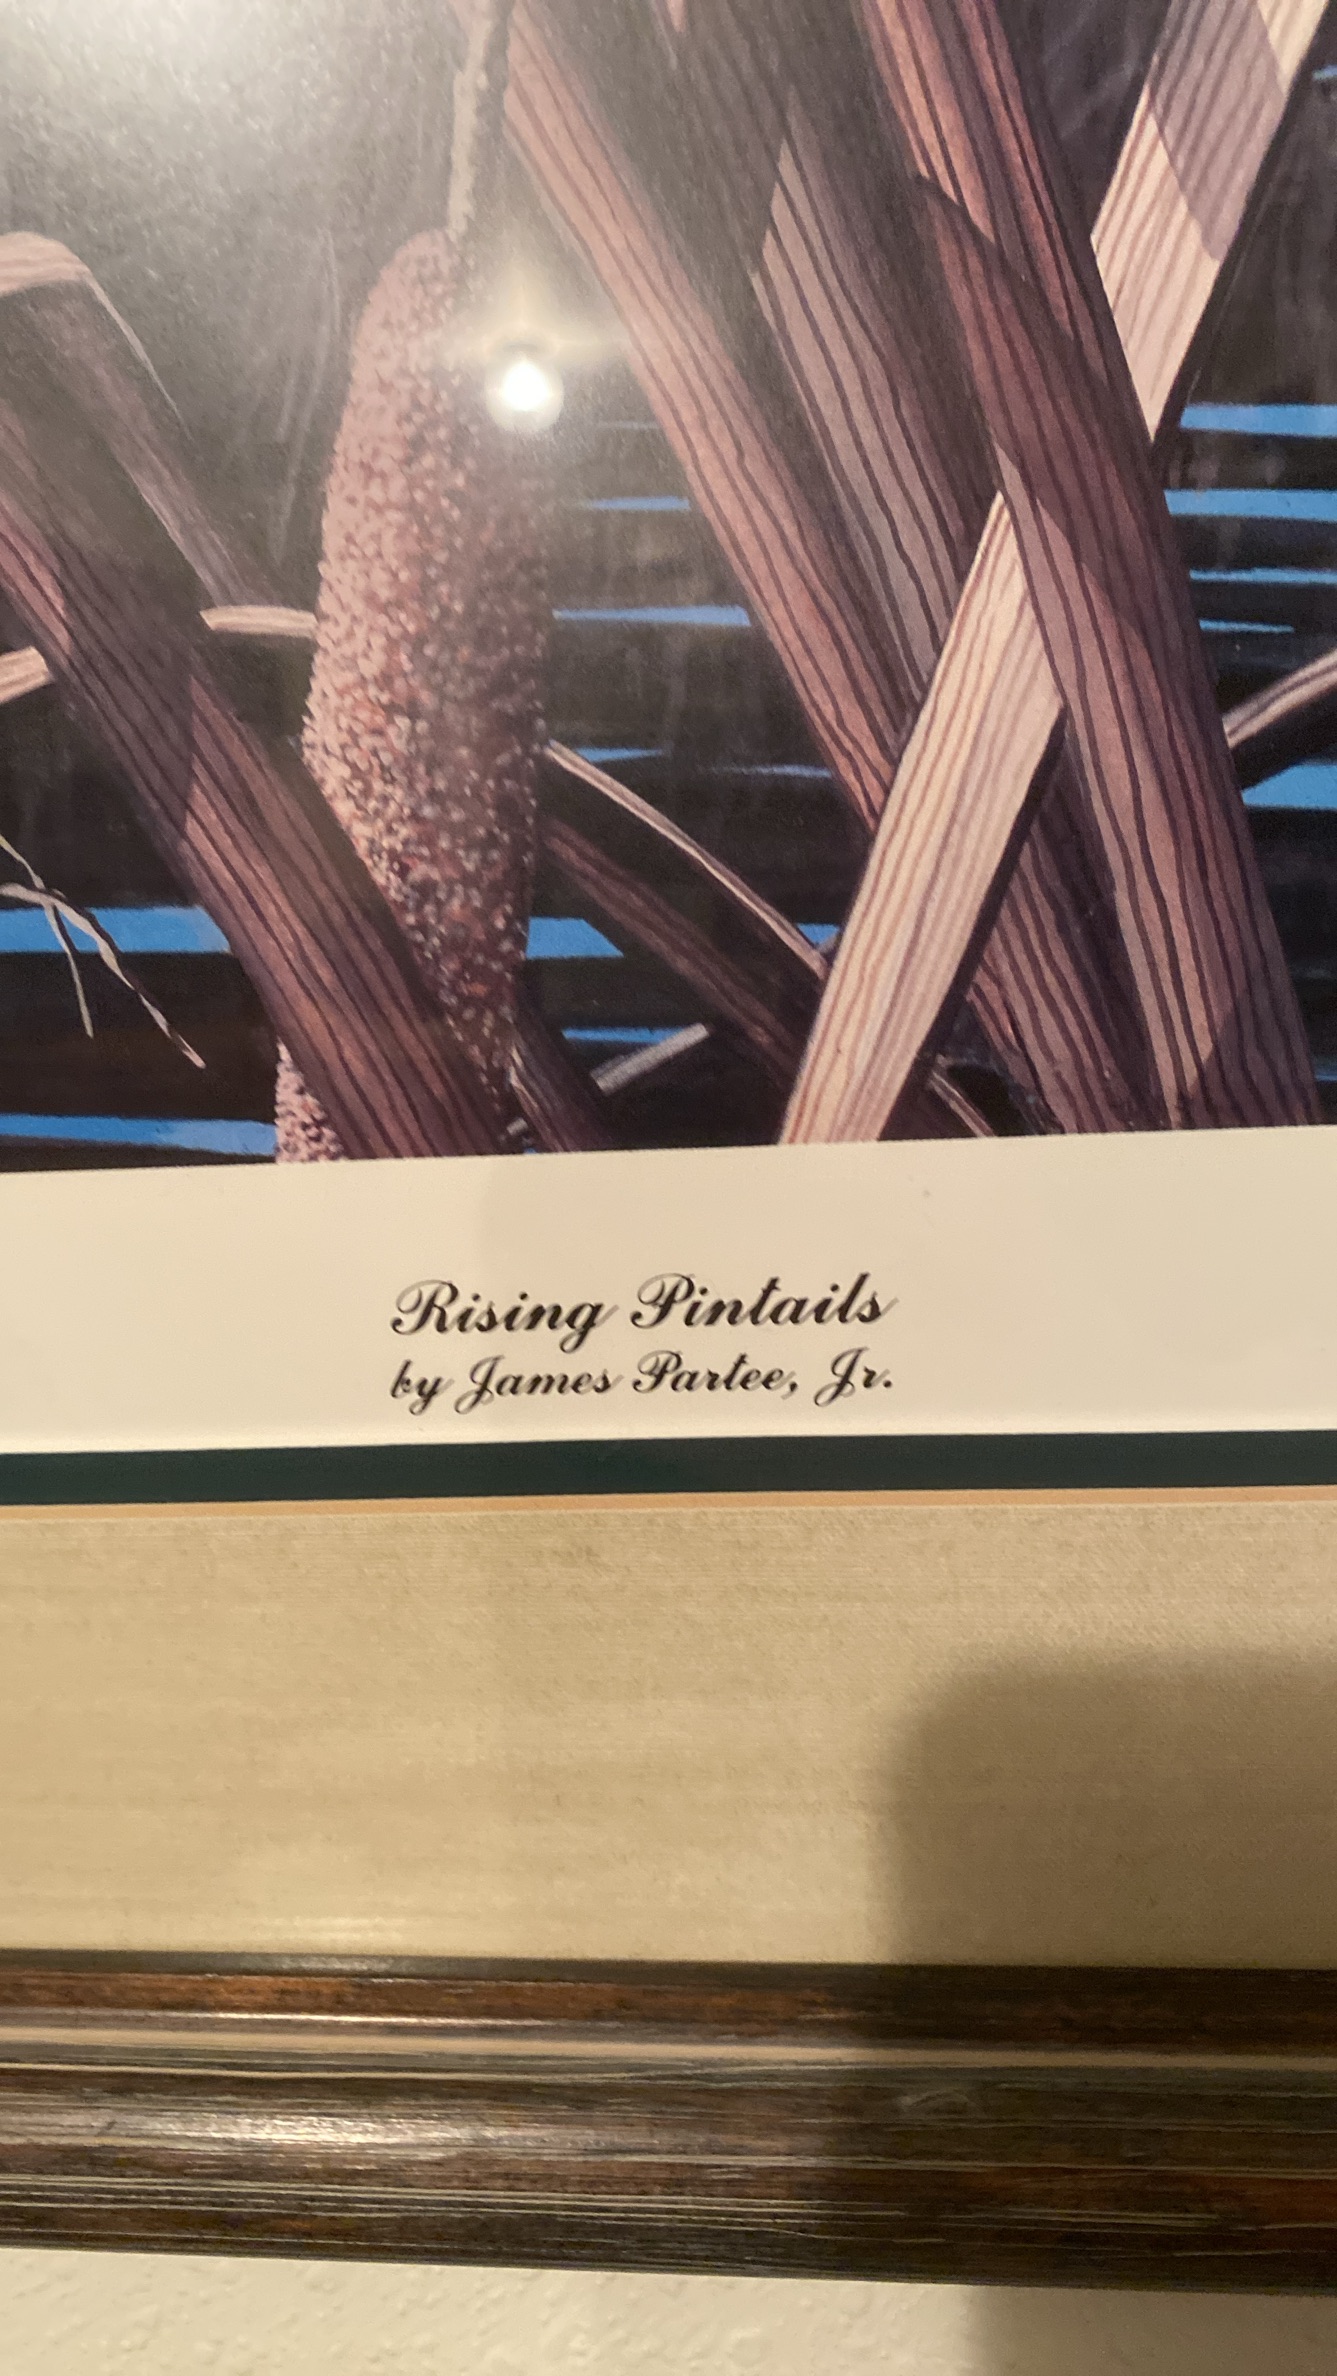 Rising Pintails
by James Partee, Jr.